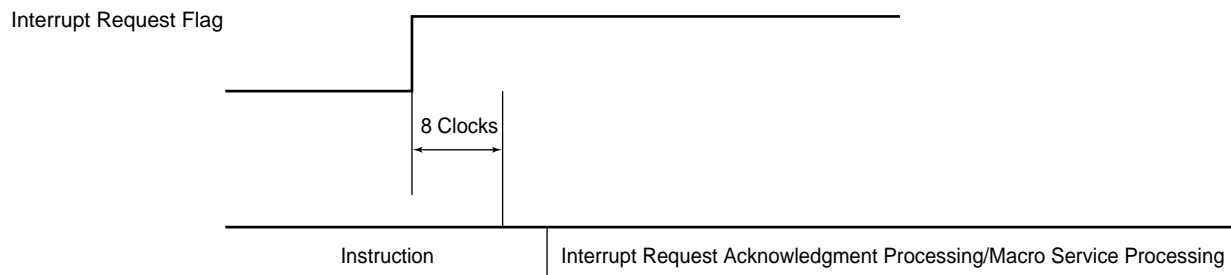 Interrupt Request Flag
8 Clocks
Instruction
Interrupt Request Acknowledgment Processing/Macro Service Processing